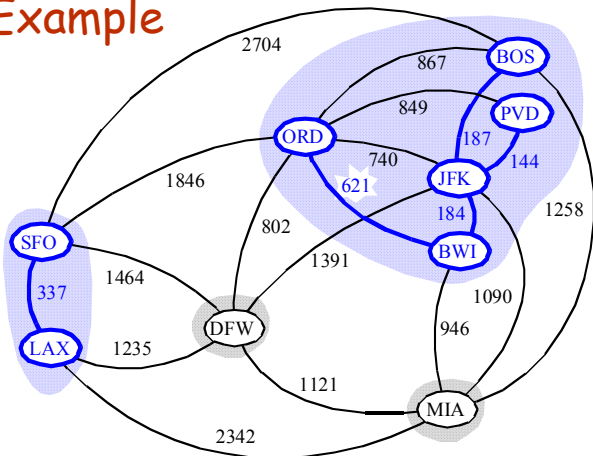 Example
2704
BOS
867
849
PVD
ORD
187
740
144
1846
621
JFK
184
1258
SFO
802
BWI
1464
1391
337
1090
DFW
946
LAX
1235
1121
MIA
2342